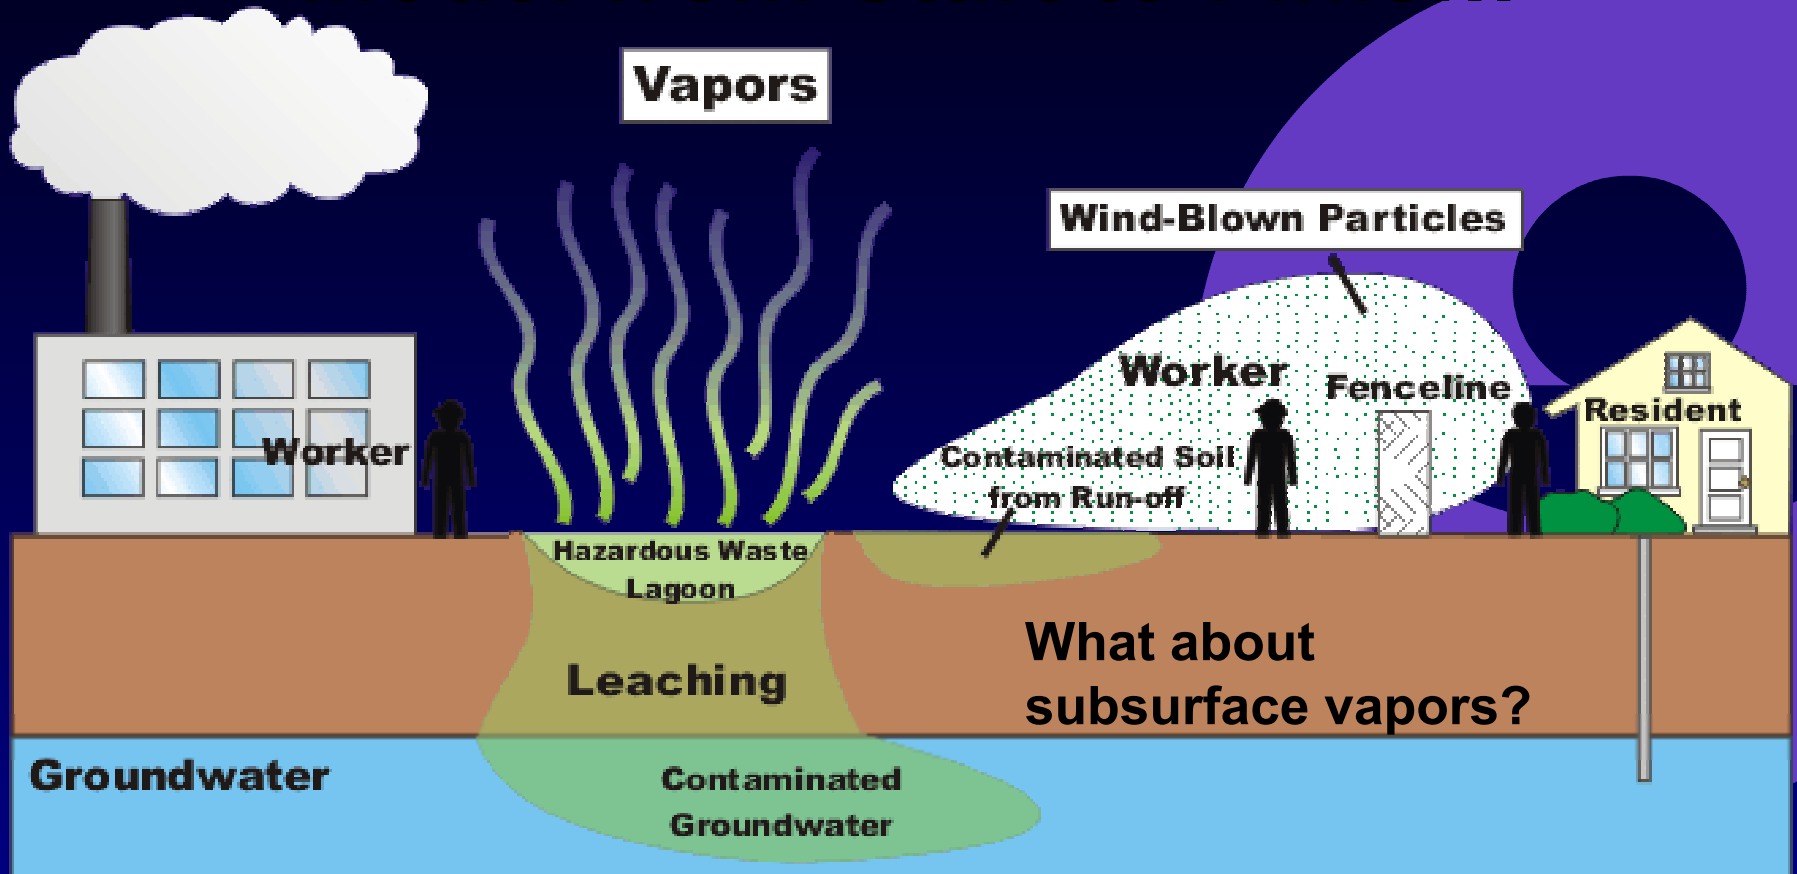 Vapors
Wind-Blown Particles
Worker
Fenceline
Resident
Worker
Contaminated Soil
from Run-off
Hazardous Waste
Lagoon
What about
subsurface vapors?
Leaching
Groundwater
Contaminated
Groundwater